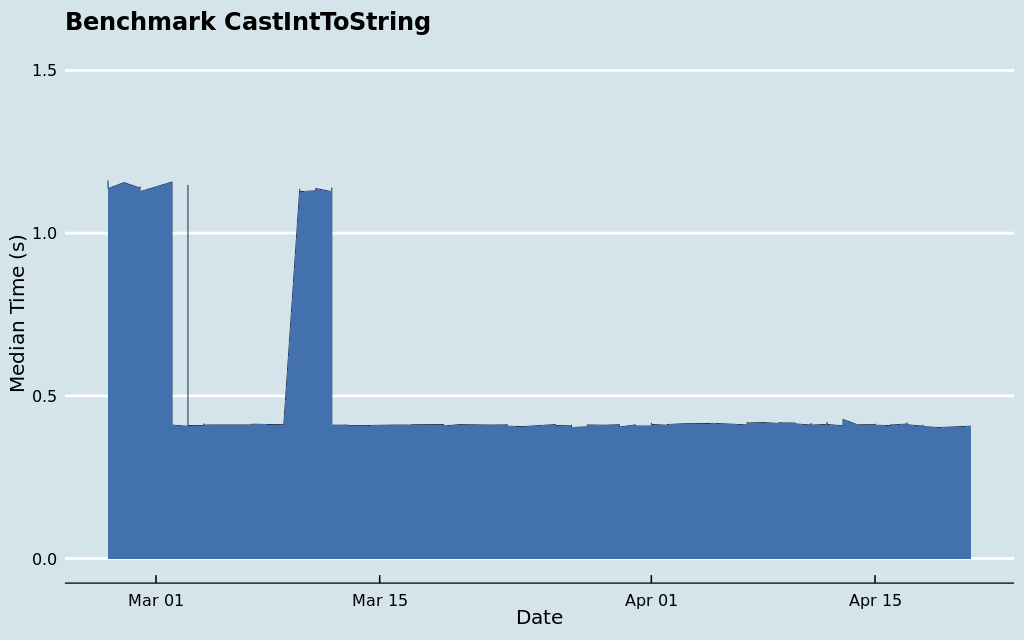 Benchmark CastIntToString
1.5
1.0
0.5
0.0
Median Time (s)
Mar 01
Mar 15
Apr 01
Apr 15
Date